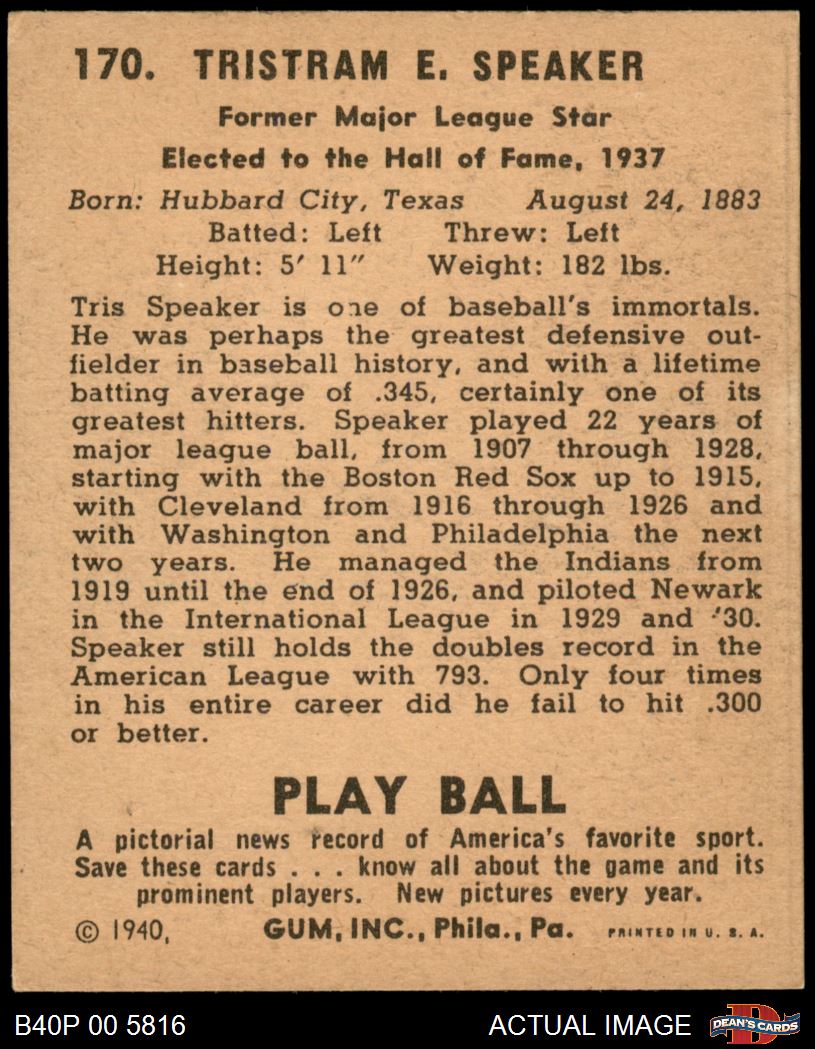 170. TRISTRAM E. SPEAKER
Former Major League Star
Elected to the Hall of Fame, 1937
Born: Hubbard City, Texas August 24, 1883
Batted: Left Threw: Left
Height: 5′ 11″ Weight: 182 lbs.
Tris Speaker is one of baseball's immortals.
He was perhaps the greatest defensive out-
fielder in baseball history, and with a lifetime
batting average of .345, certainly one of its
greatest hitters. Speaker played 22 years of
major league ball, from 1907 through 1928,
starting with the Boston Red Sox up to 1915,
with Cleveland from 1916 through 1926 and
with Washington and Philadelphia the next
two years. He managed the Indians from
1919 until the end of 1926, and piloted Newark
in the International League in 1929 and '30.
Speaker still holds the doubles record in the
American League with 793. Only four times
in his entire career did he fail to hit .300
or better.
PLAY BALL
A pictorial news record of America's favorite sport.
Save these cards . . . know all about the game and its
prominent players. New pictures every year.
© 1940, GUM, INC., Phila., Pa. PRINTED IN U. S. A.
B40P 00 5816 ACTUAL IMAGE DEAN'S CARDS